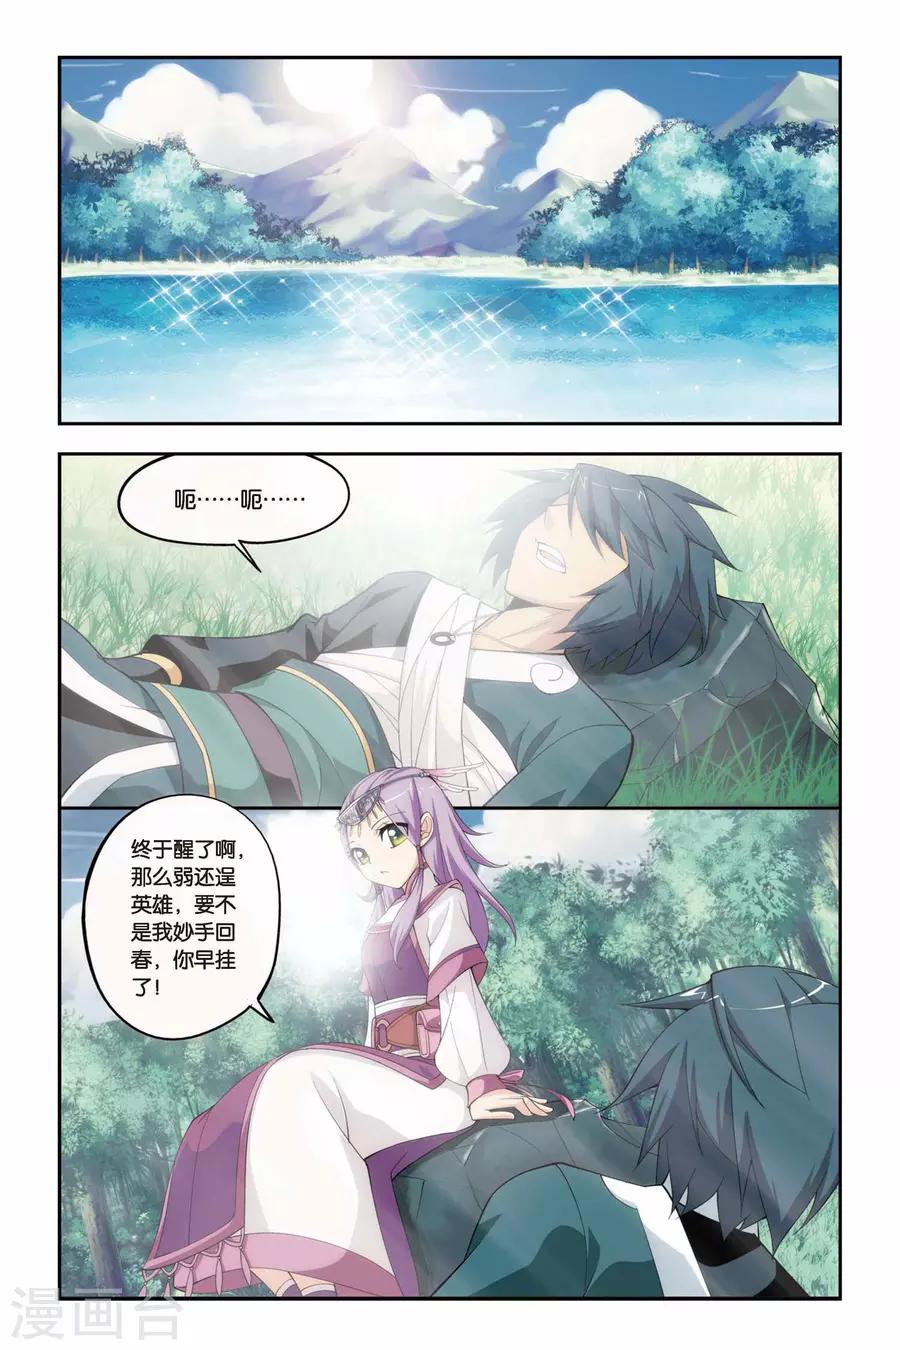 呃……呃……
终于醒了啊，
那么弱还逞
英雄，要不
是我妙手回
春，你早挂
了！
漫画台